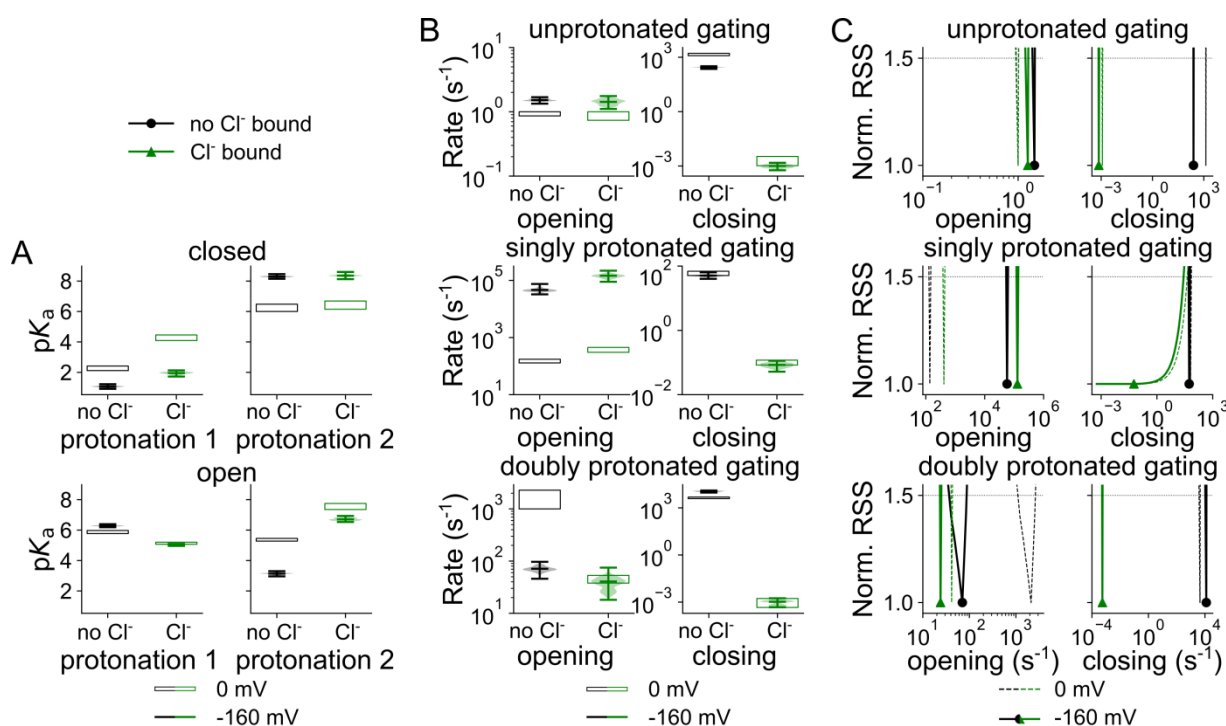 no Cl⁻ bound
Cl⁻ bound
A
closed
pKₐ
8
6
4
2
no Cl⁻ Cl⁻
protonation 1
no Cl⁻ Cl⁻
protonation 2
open
pKₐ
8
6
4
2
no Cl⁻ Cl⁻
protonation 1
no Cl⁻ Cl⁻
protonation 2
0 mV
-160 mV
B
unprotonated gating
Rate (s⁻¹)
10¹
10⁰
10⁻¹
no Cl⁻ Cl⁻
opening
10³
10⁰
10⁻³
no Cl⁻ Cl⁻
closing
singly protonated gating
Rate (s⁻¹)
10⁵
10³
10¹
no Cl⁻ Cl⁻
opening
10²
10⁰
10⁻²
no Cl⁻ Cl⁻
closing
doubly protonated gating
Rate (s⁻¹)
10³
10²
10¹
no Cl⁻ Cl⁻
opening
10³
10⁰
10⁻³
no Cl⁻ Cl⁻
closing
0 mV
-160 mV
C
unprotonated gating
Norm. RSS
1.5
1.0
10⁻¹ 10⁰
opening
10⁻³ 10⁰ 10³
closing
singly protonated gating
Norm. RSS
1.5
1.0
10² 10⁴ 10⁶
opening
10⁻³ 10⁰ 10³
closing
doubly protonated gating
Norm. RSS
1.5
1.0
10¹ 10² 10³
opening (s⁻¹)
10⁻⁴ 10⁰ 10⁴
closing (s⁻¹)
0 mV
-160 mV